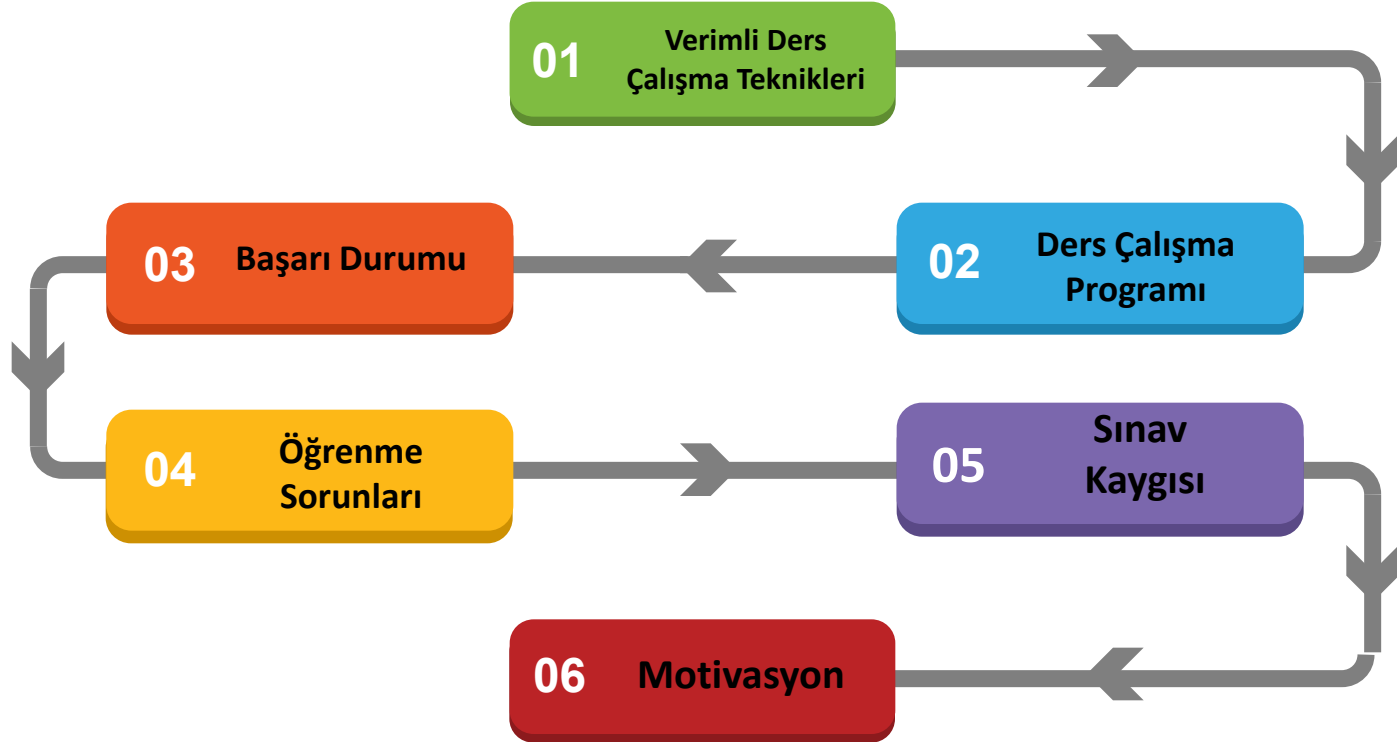 01
Verimli Ders
Çalışma Teknikleri
02
Ders Çalışma
Programı
03
Başarı Durumu
04
Öğrenme
Sorunları
05
Sınav
Kaygısı
06
Motivasyon